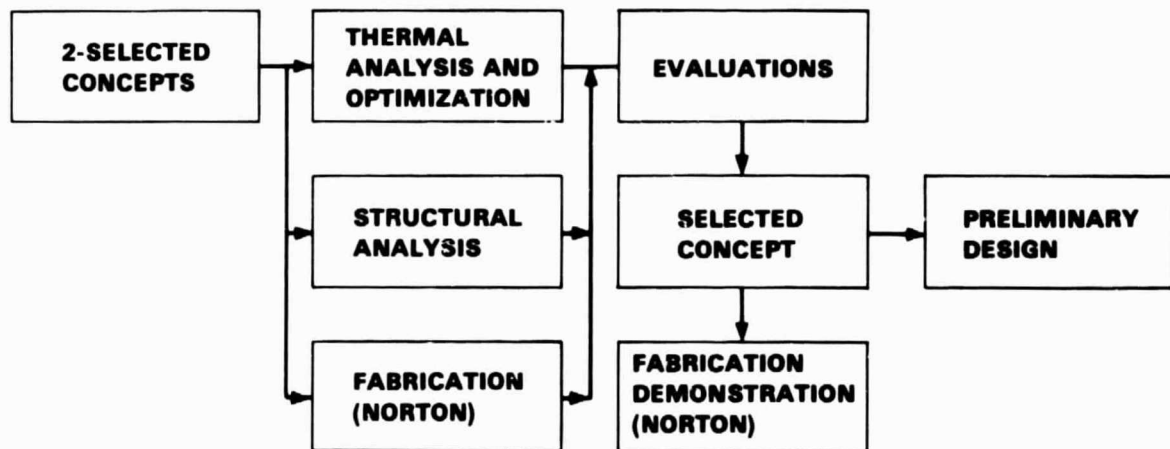 2-SELECTED
CONCEPTS
THERMAL
ANALYSIS AND
OPTIMIZATION
EVALUATIONS
STRUCTURAL
ANALYSIS
SELECTED
CONCEPT
PRELIMINARY
DESIGN
FABRICATION
(NORTON)
FABRICATION
DEMONSTRATION
(NORTON)